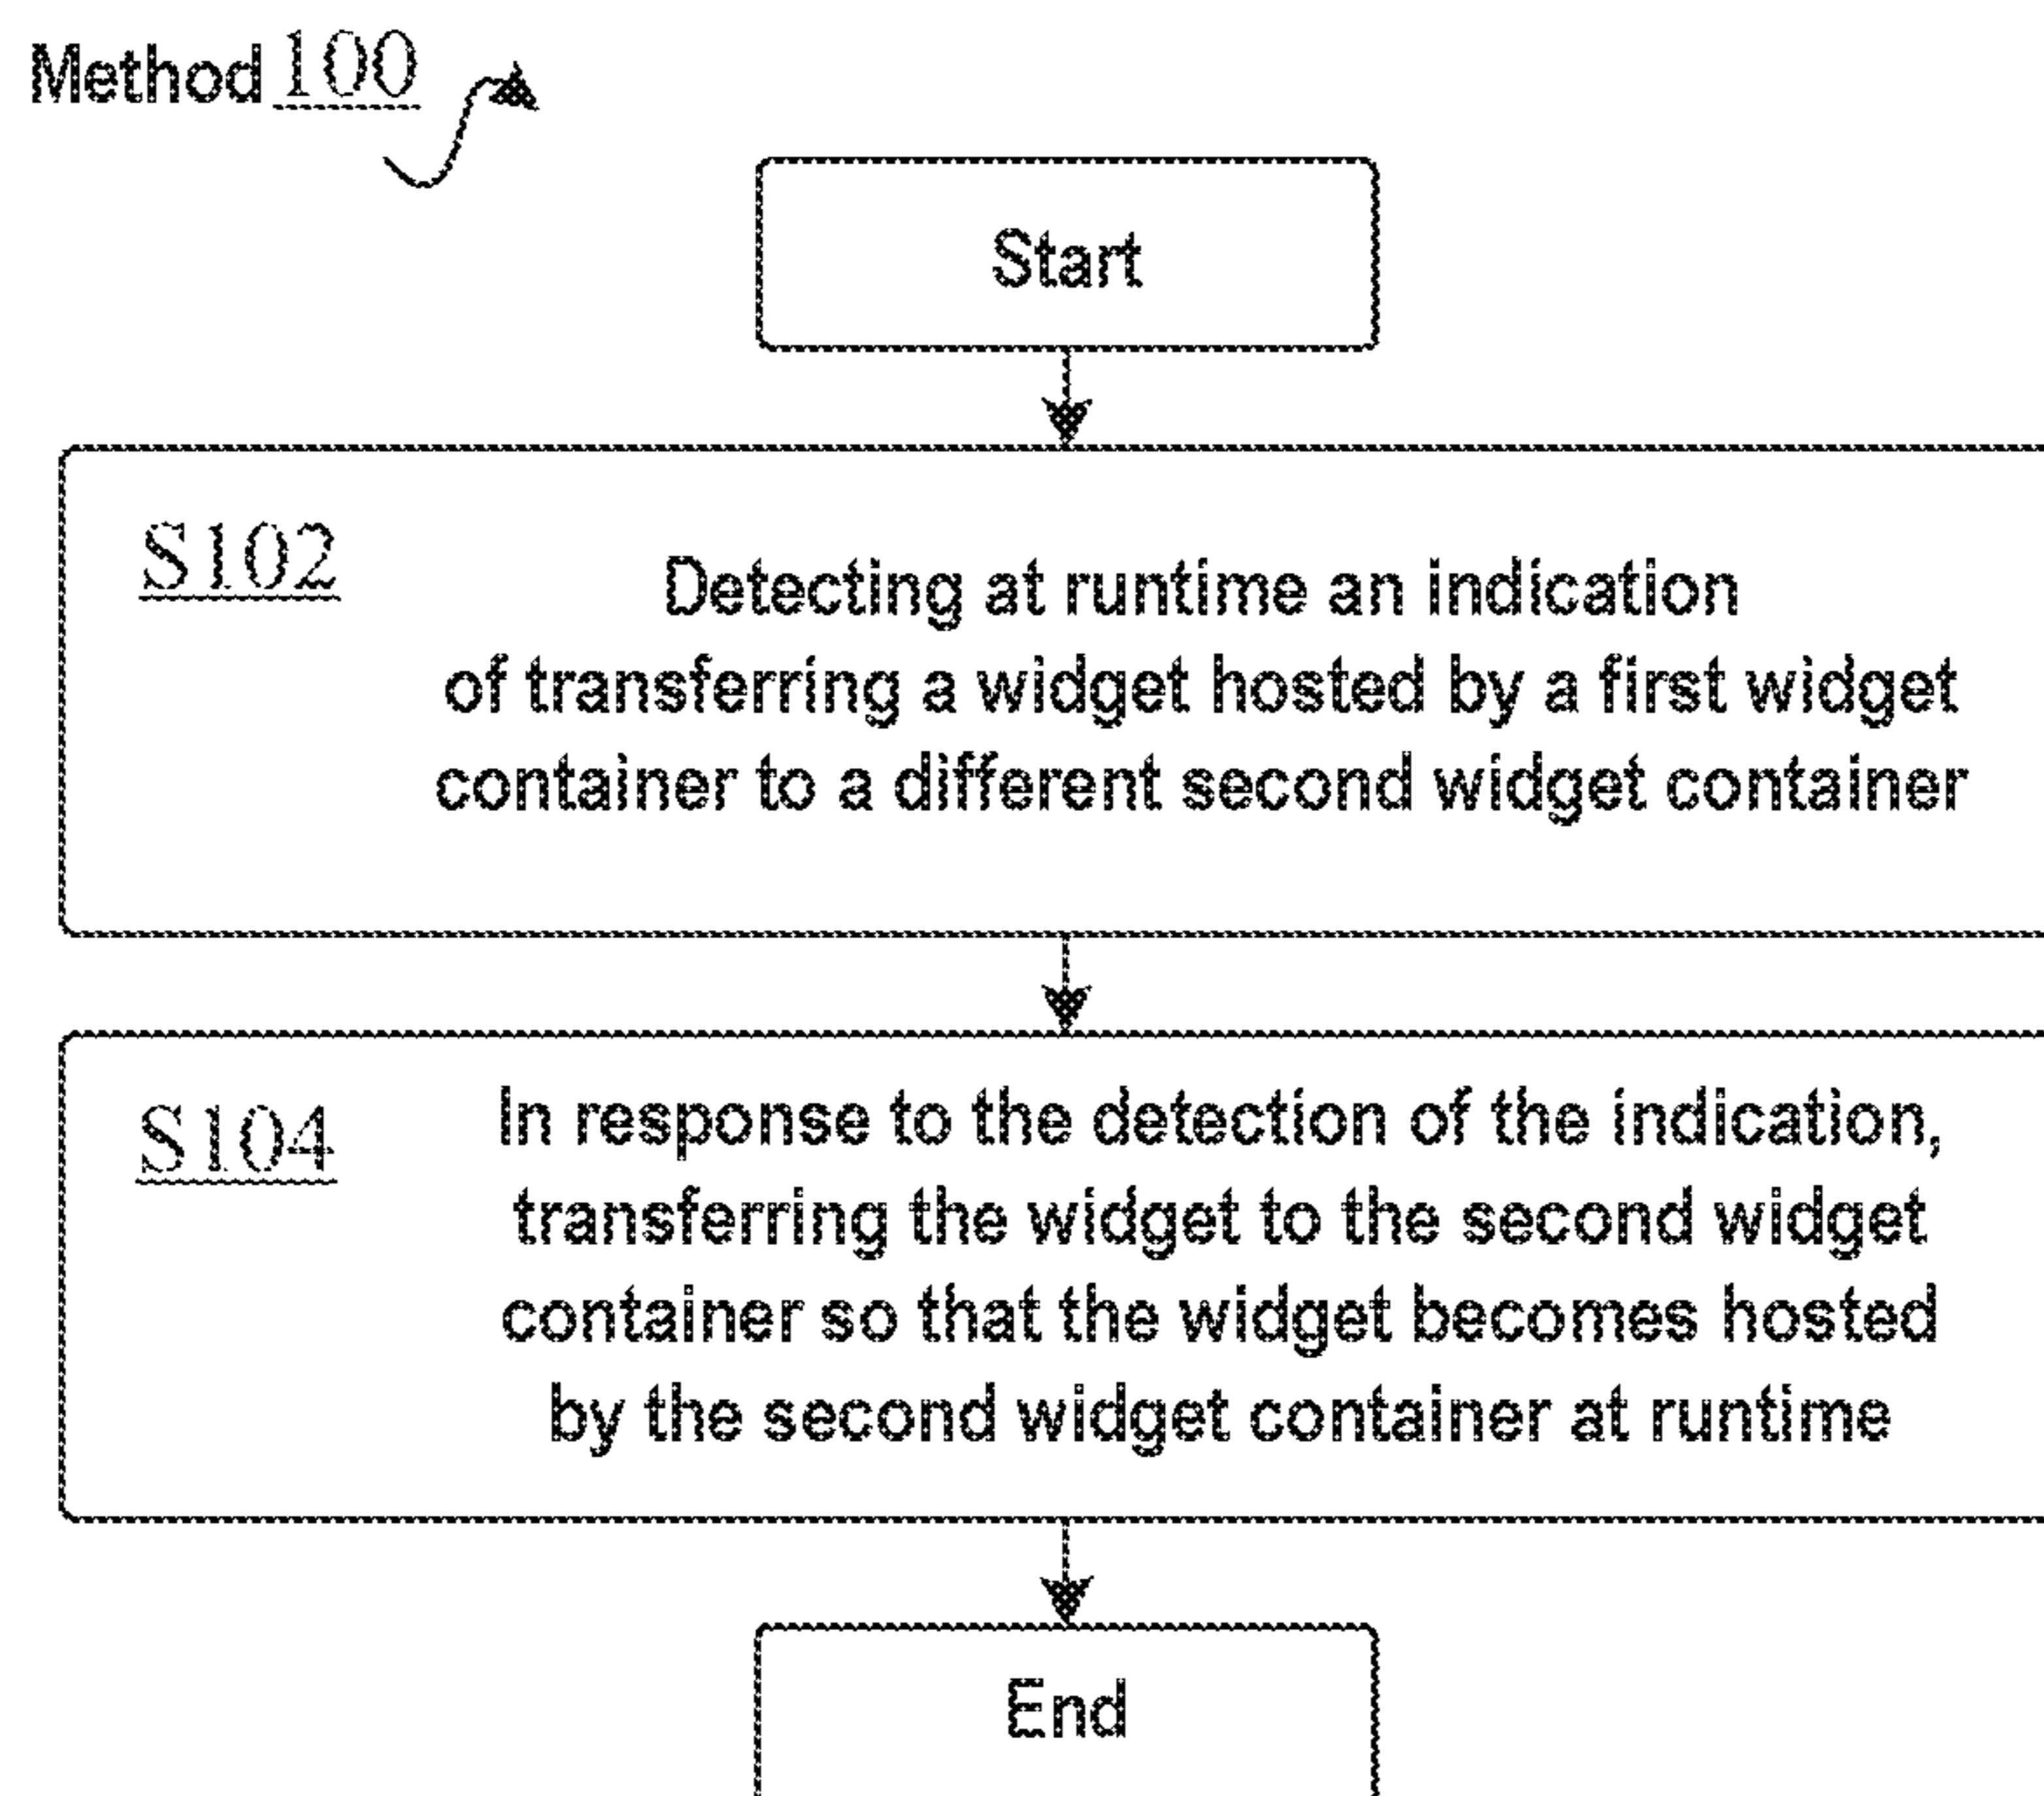 Method 100
Start
S102
Detecting at runtime an indication
of transferring a widget hosted by a first widget
container to a different second widget container
S104
In response to the detection of the indication,
transferring the widget to the second widget
container so that the widget becomes hosted
by the second widget container at runtime
End